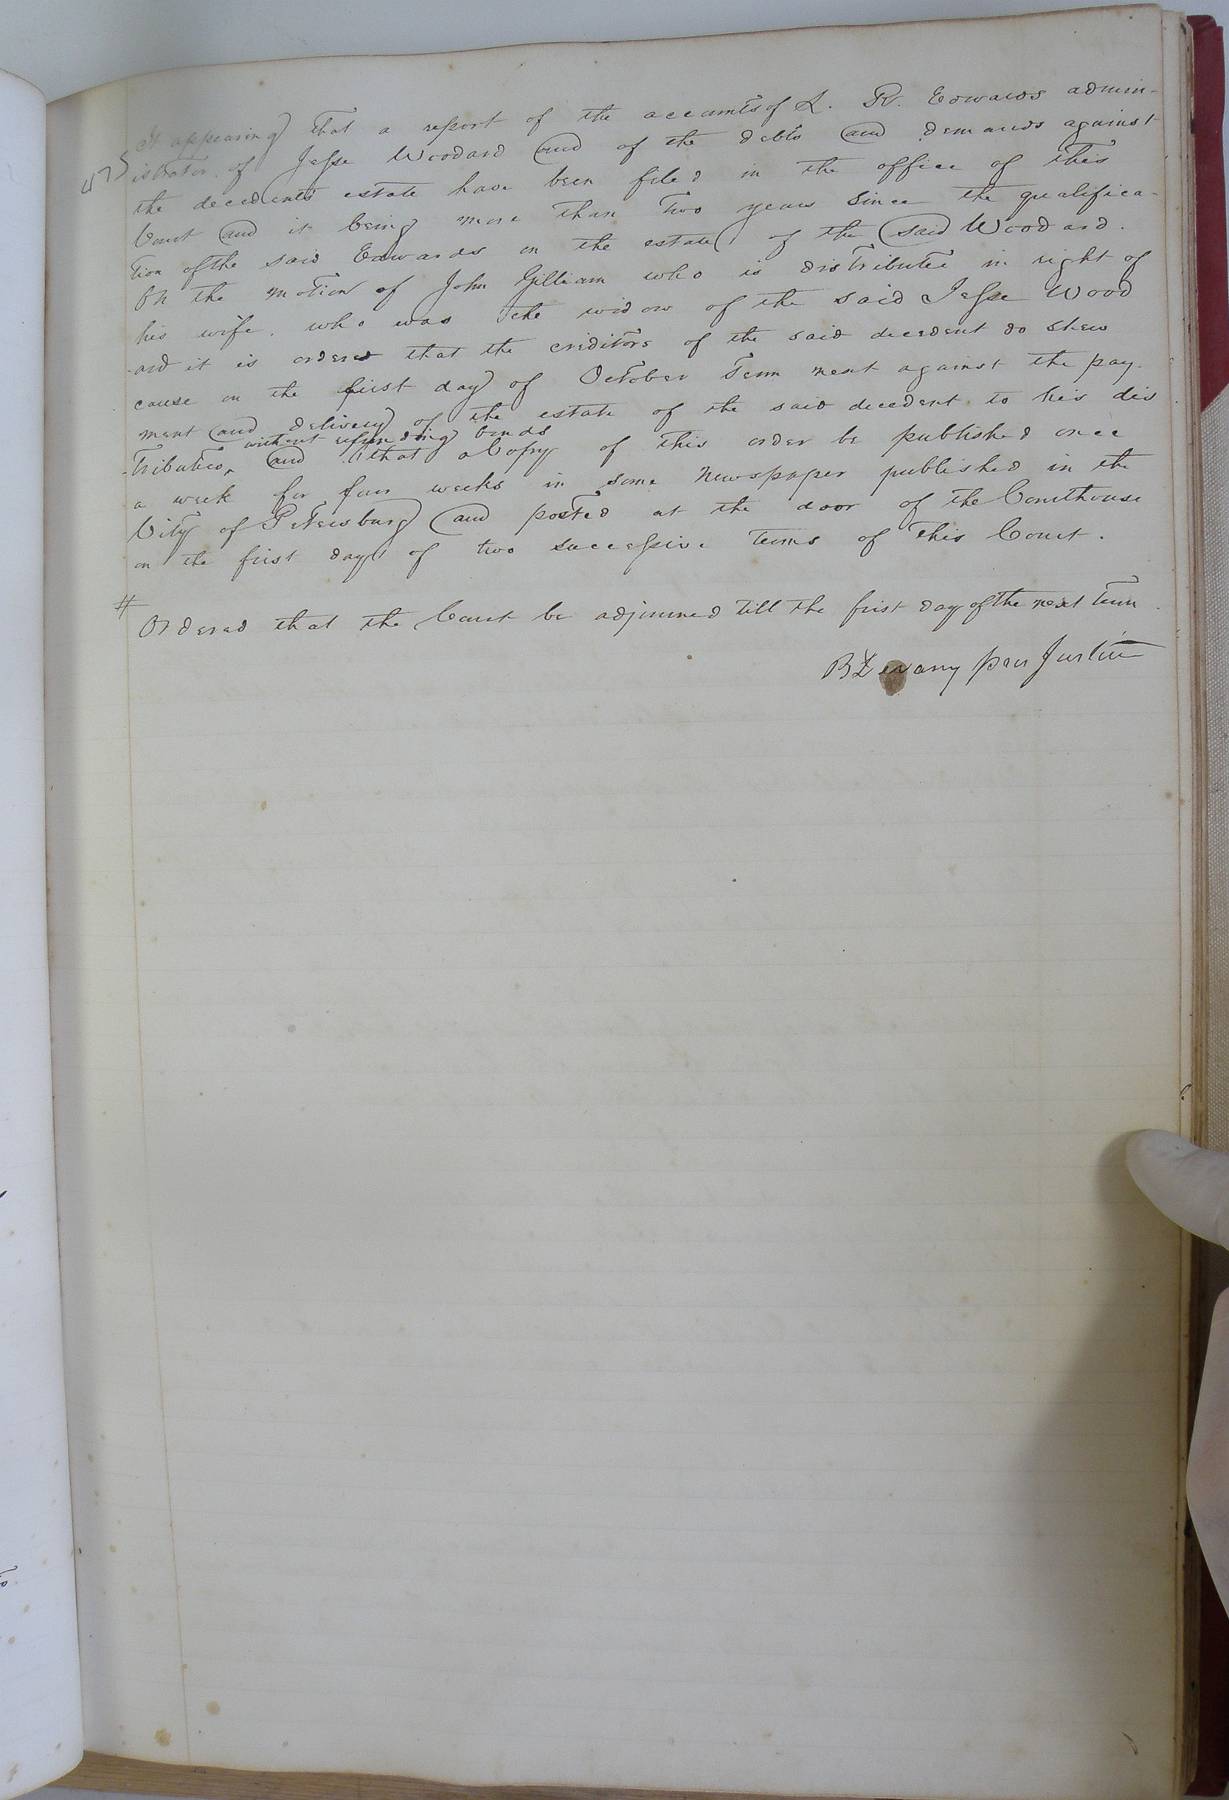 It appearing that a report of the accounts of L. R. Edwards admin-
istrator of Jesse Woodard and of the debts and demands against
the decedents estate have been filed in the office of this
Court and it being more than two years since the qualifica-
tion of the said Edwards on the estate of the said Woodard.
On the motion of John Gilliam who is distributee in right of
his wife. who was the widow of the said Jesse Wood
-ard it is ordered that the creditors of the said decedent do shew
cause on the first day of October Term next against the pay-
ment and delivery of the estate of the said decedent to his dis
without refunding bonds
-tributees, and that a Copy of this order be published once
a week for four weeks in some Newspaper published in the
City of Petersburg and posted at the door of the Courthouse
on the first day of two successive terms of this Court.
# Ordered that the Court be adjourned till the first day of the next term
Justice